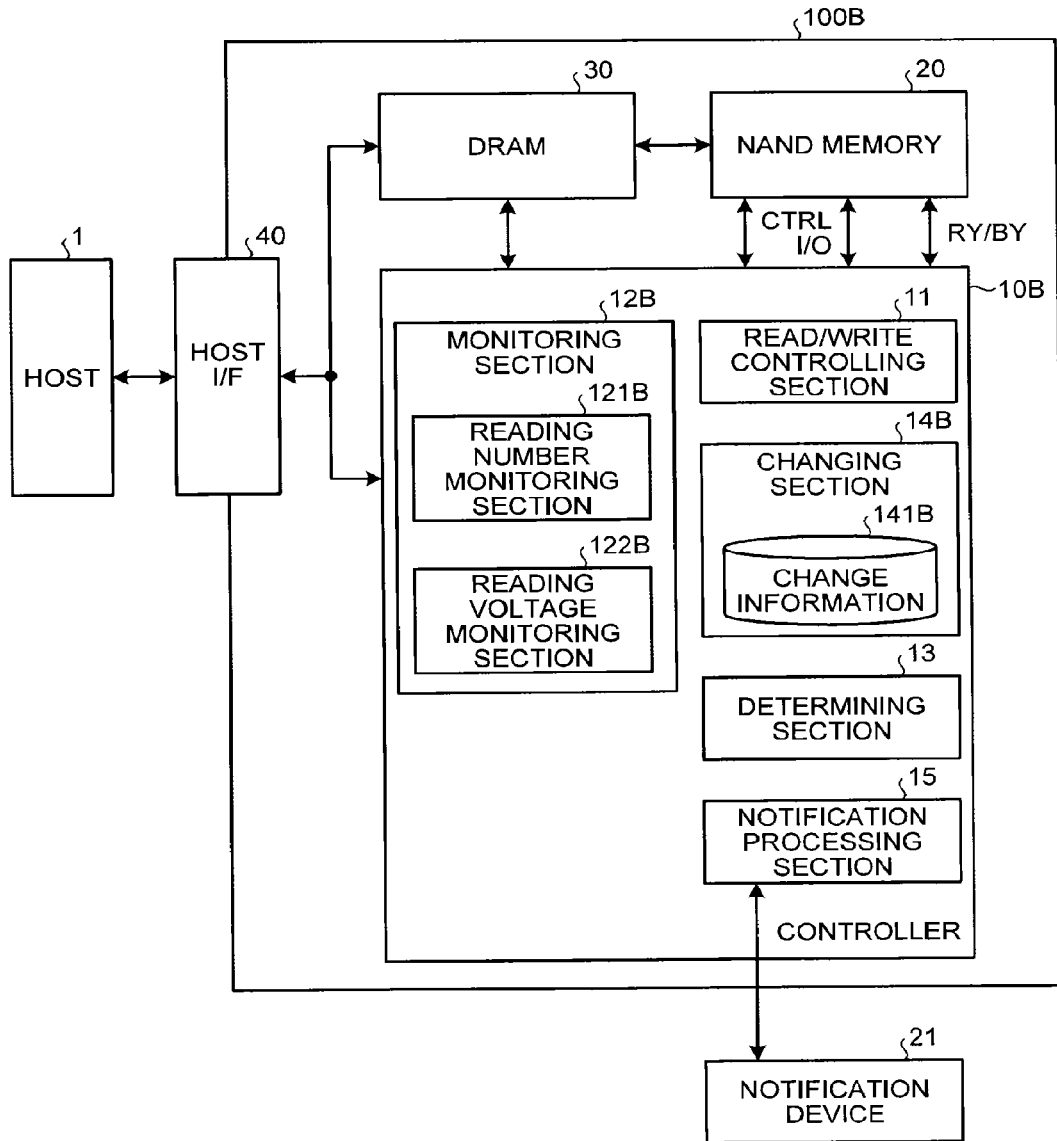 100B
30
DRAM
20
NAND MEMORY
CTRL
I/O
RY/BY
1
HOST
40
HOST
I/F
10B
12B
MONITORING
SECTION
121B
READING
NUMBER
MONITORING
SECTION
122B
READING
VOLTAGE
MONITORING
SECTION
11
READ/WRITE
CONTROLLING
SECTION
14B
CHANGING
SECTION
141B
CHANGE
INFORMATION
13
DETERMINING
SECTION
15
NOTIFICATION
PROCESSING
SECTION
CONTROLLER
21
NOTIFICATION
DEVICE